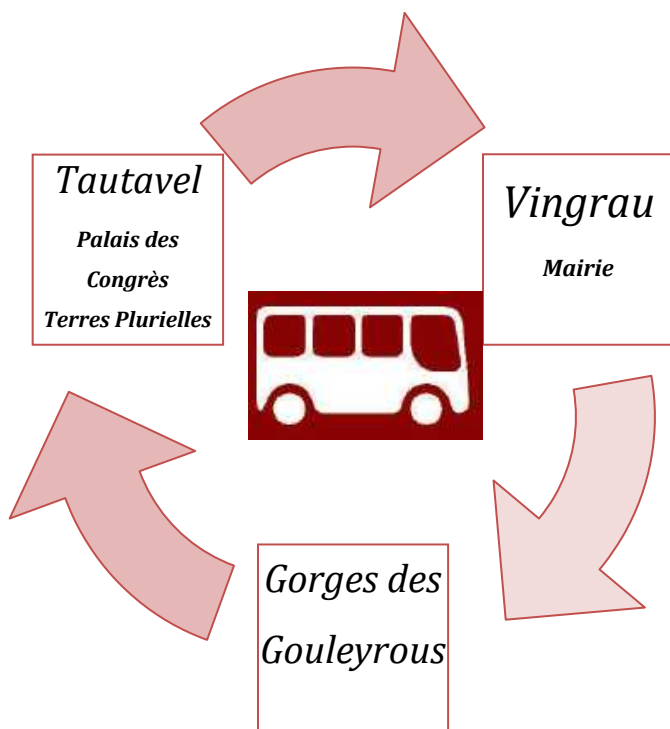 Tautavel
Palais des
Congrès
Terres Plurielles
Vingrau
Mairie
Gorges des
Gouleyrous